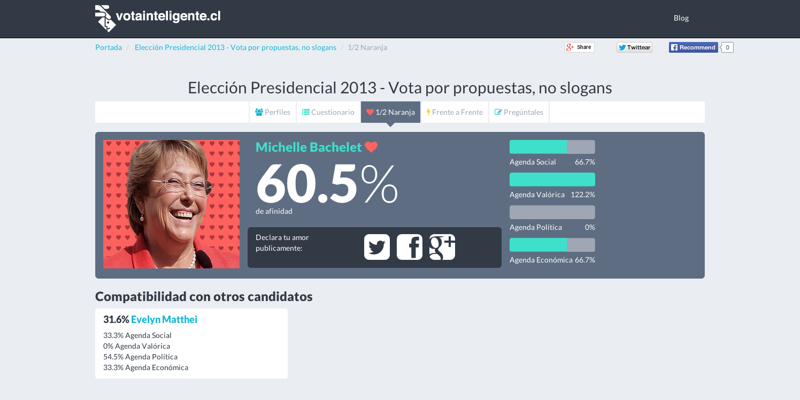 votainteligente.cl
Blog
Portada / Elección Presidencial 2013 - Vota por propuestas, no slogans / 1/2 Naranja
Share
Twittear
Recommend 0
Elección Presidencial 2013 - Vota por propuestas, no slogans
Perfiles
Cuestionario
1/2 Naranja
Frente a Frente
Pregúntales
Michelle Bachelet
60.5%
de afinidad
Declara tu amor
publicamente:
Agenda Social 66.7%
Agenda Valórica 122.2%
Agenda Política 0%
Agenda Económica 66.7%
Compatibilidad con otros candidatos
31.6% Evelyn Matthei
33.3% Agenda Social
0% Agenda Valórica
54.5% Agenda Política
33.3% Agenda Económica